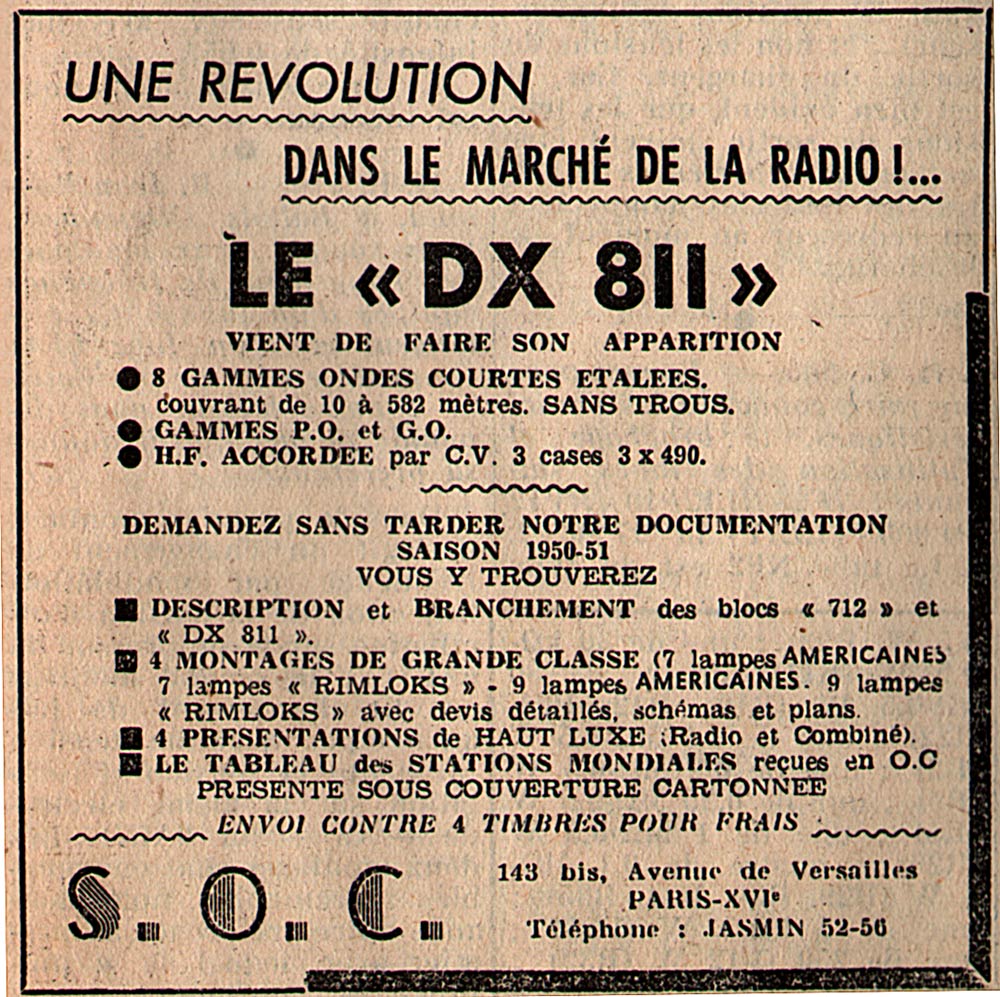 UNE REVOLUTION
DANS LE MARCHÉ DE LA RADIO !...
LE « DX 811 »
VIENT DE FAIRE SON APPARITION
● 8 GAMMES ONDES COURTES ETALEES.
couvrant de 10 à 582 mètres. SANS TROUS.
● GAMMES P.O. et G.O.
● H.F. ACCORDEE par C.V. 3 cases 3 x 490.
DEMANDEZ SANS TARDER NOTRE DOCUMENTATION
SAISON 1950-51
VOUS Y TROUVEREZ
■ DESCRIPTION et BRANCHEMENT des blocs « 712 » et
« DX 811 ».
■ 4 MONTAGES DE GRANDE CLASSE (7 lampes AMERICAINES
7 lampes « RIMLOKS » - 9 lampes AMERICAINES. 9 lampes
« RIMLOKS » avec devis détaillés, schémas et plans.
■ 4 PRESENTATIONS de HAUT LUXE (Radio et Combiné).
■ LE TABLEAU des STATIONS MONDIALES reçues en O.C
PRESENTE SOUS COUVERTURE CARTONNEE
ENVOI CONTRE 4 TIMBRES POUR FRAIS
S. O. C.
143 bis, Avenue de Versailles
PARIS-XVIe
Téléphone : JASMIN 52-56